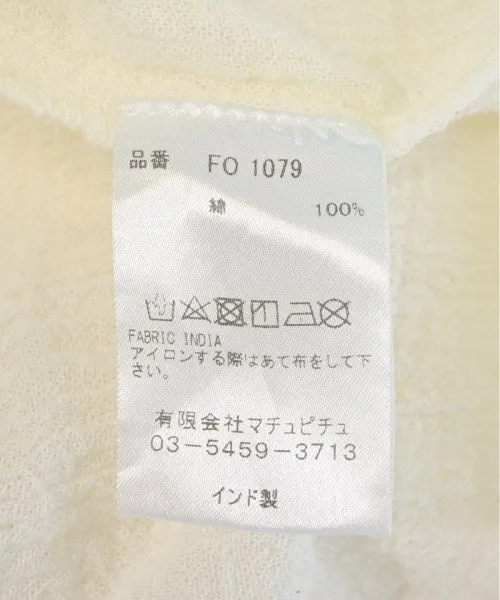 品番 FO 1079
綿 100%
FABRIC INDIA
アイロンする際はあて布をして下
さい。
有限会社マチュピチュ
03-5459-3713
インド製